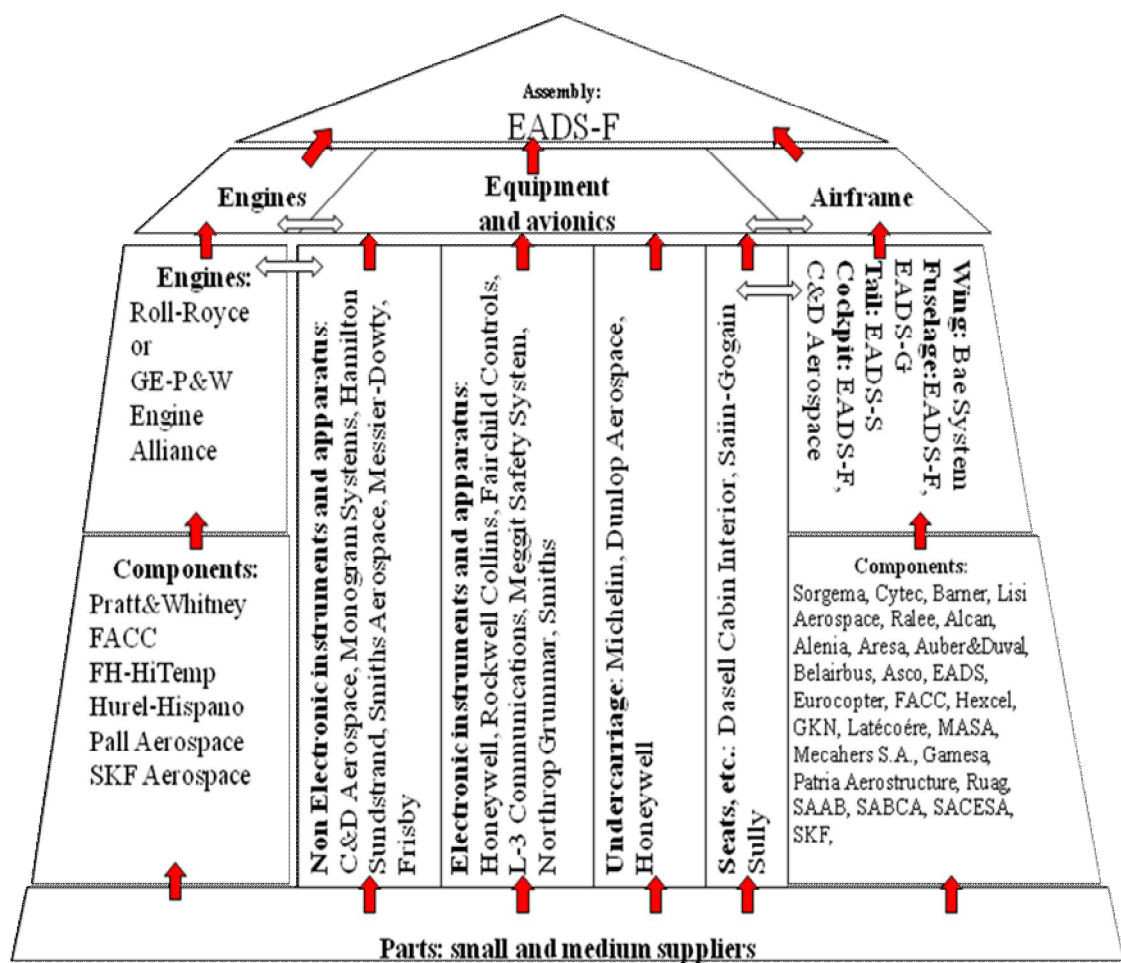 Assembly:
EADS-F
Engines
Equipment
and avionics
Airframe
Engines:
Roll-Royce
or
GE-P&W
Engine
Alliance
Components:
Pratt&Whitney
FACC
FH-HiTemp
Hurel-Hispano
Pall Aerospace
SKF Aerospace
Non Electronic instruments and apparatus:
C&D Aerospace, Monogram Systems, Hamilton
Sundstrand, Smiths Aerospace, Messier-Dowty,
Frisby
Electronic instruments and apparatus:
Honeywell, Rockwell Collins, Fairchild Controls,
L-3 Communications, Meggit Safety System,
Northrop Grummar, Smiths
Undercarriage: Michelin, Dunlop Aerospace,
Honeywell
Seats, etc.: Dasell Cabin Interior, Saiin-Gogain
Sully
Wing: Bae System
Fuselage:EADS-F,
EADS-G
Tail: EADS-S
Cockpit: EADS-F,
C&D Aerospace
Components:
Sorgema, Cytec, Barner, Lisi
Aerospace, Ralee, Alcan,
Alenia, Aresa, Auber&Duval,
Belairbus, Asco, EADS,
Eurocopter, FACC, Hexcel,
GKN, Latécoére, MASA,
Mecahers S.A., Gamesa,
Patria Aerostructure, Ruag,
SAAB, SABCA, SACESA,
SKF,
Parts: small and medium suppliers